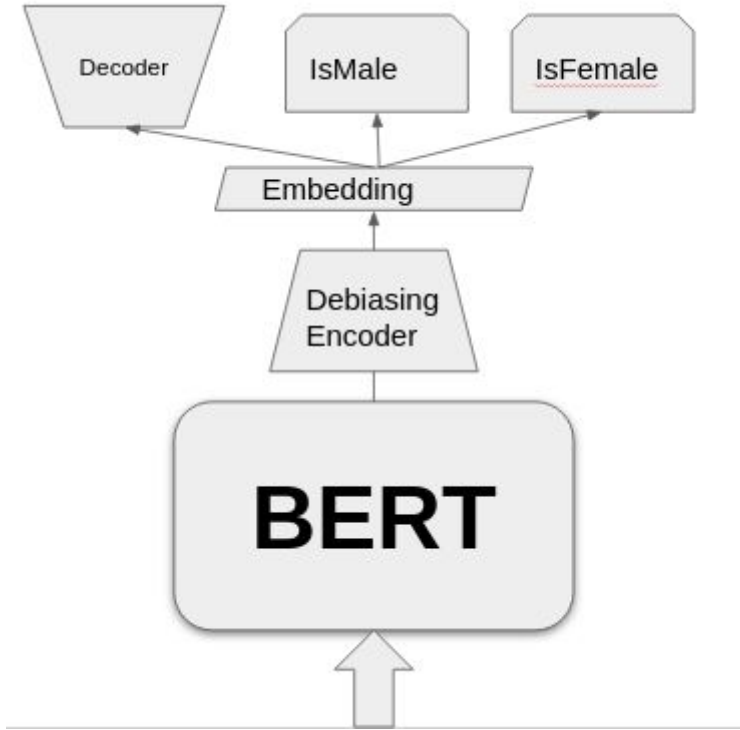 Decoder
IsMale
IsFemale
Embedding
Debiasing
Encoder
BERT